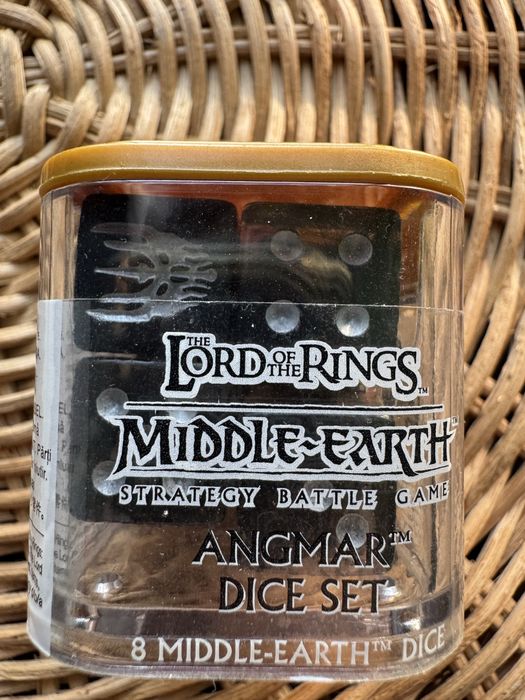 THE
LORD OF THE RINGS™
MIDDLE-EARTH™
STRATEGY BATTLE GAME
ANGMAR™
DICE SET
8 MIDDLE-EARTH™ DICE